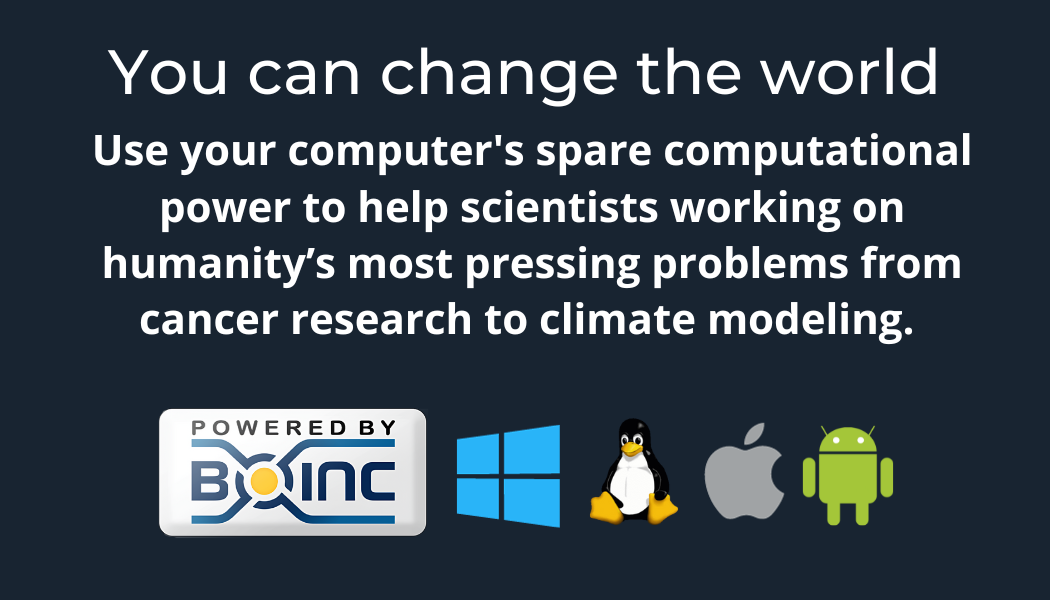 You can change the world
Use your computer's spare computational
power to help scientists working on
humanity’s most pressing problems from
cancer research to climate modeling.
POWERED BY
BOINC